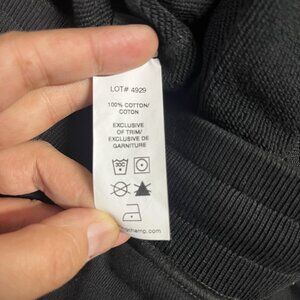 LOT# 4929
100% COTTON/
COTON
EXCLUSIVE
OF TRIM/
EXCLUSIVE DE
GARNITURE